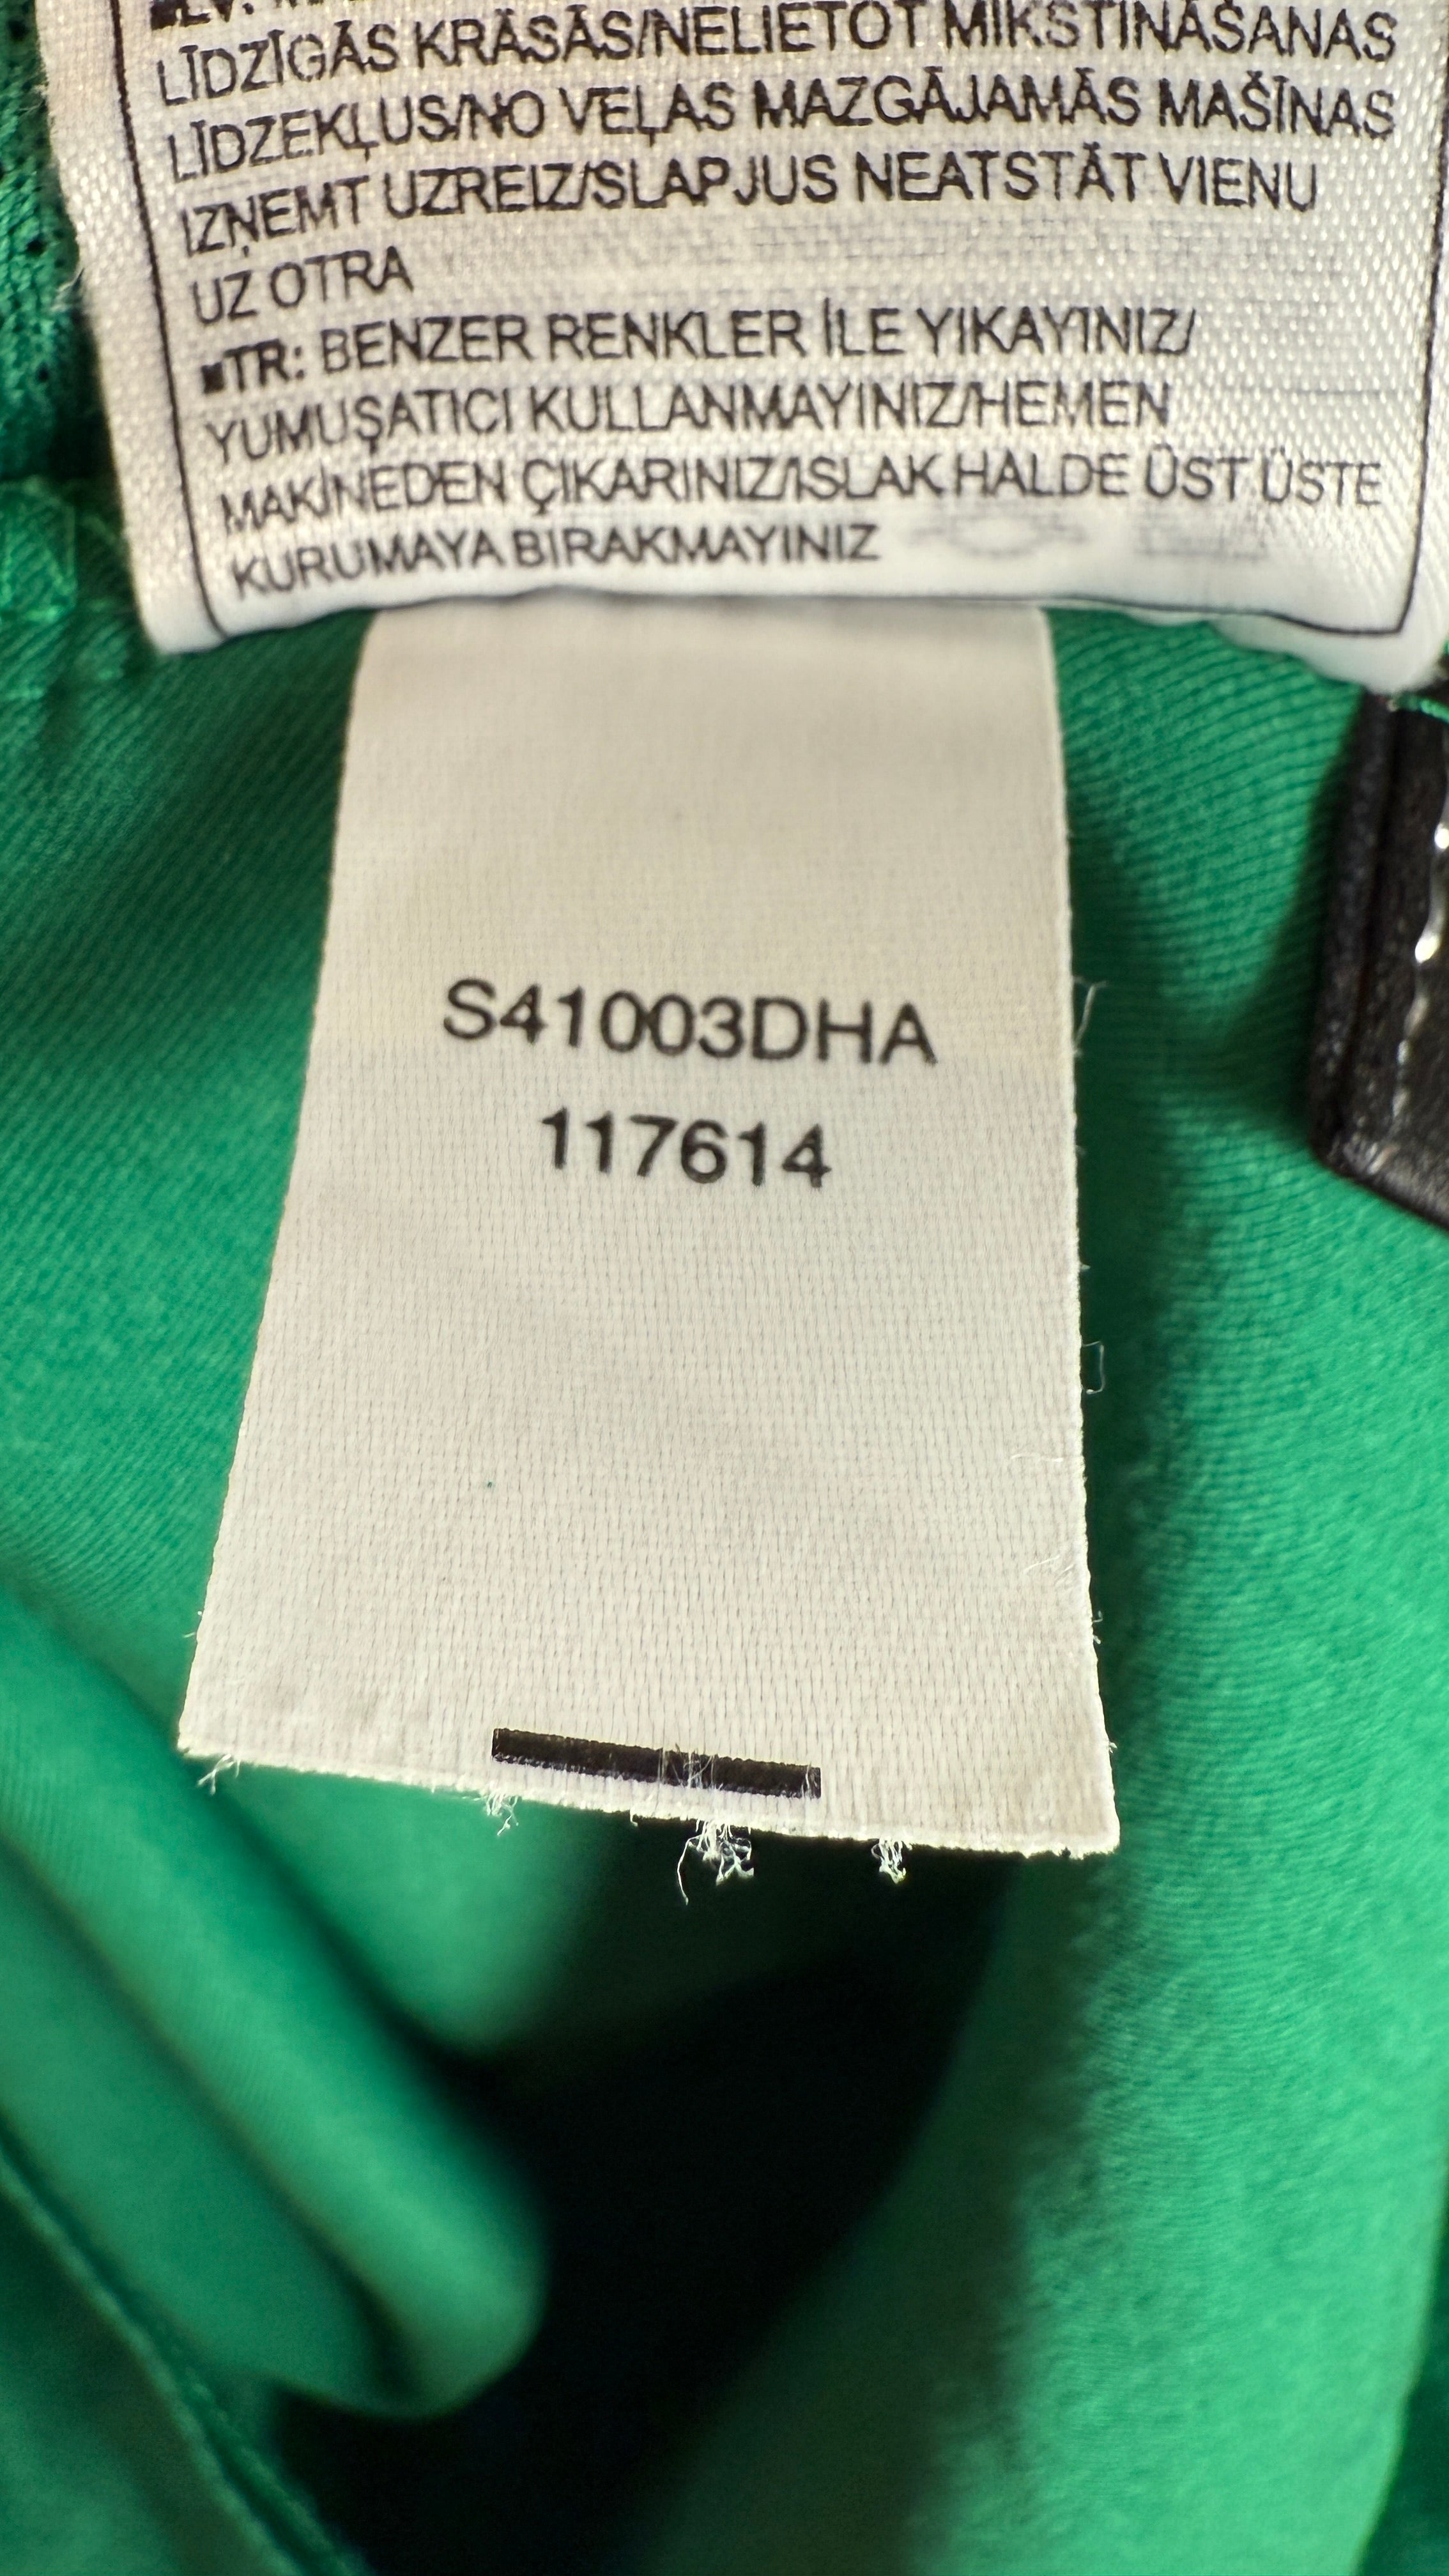 LĪDZĪGĀS KRĀSĀS/NELIETOT MĪKSTINĀŠANAS
LĪDZEKĻUS/NO VEĻAS MAZGĀJAMĀS MAŠĪNAS
IZŅEMT UZREIZ/SLAPJUS NEATSTĀT VIENU
UZ OTRA
■TR: BENZER RENKLER İLE YIKAYINIZ/
YUMUŞATICI KULLANMAYINIZ/HEMEN
MAKİNEDEN ÇIKARINIZ/ISLAK HALDE ÜST ÜSTE
KURUMAYA BIRAKMAYINIZ
S41003DHA
117614